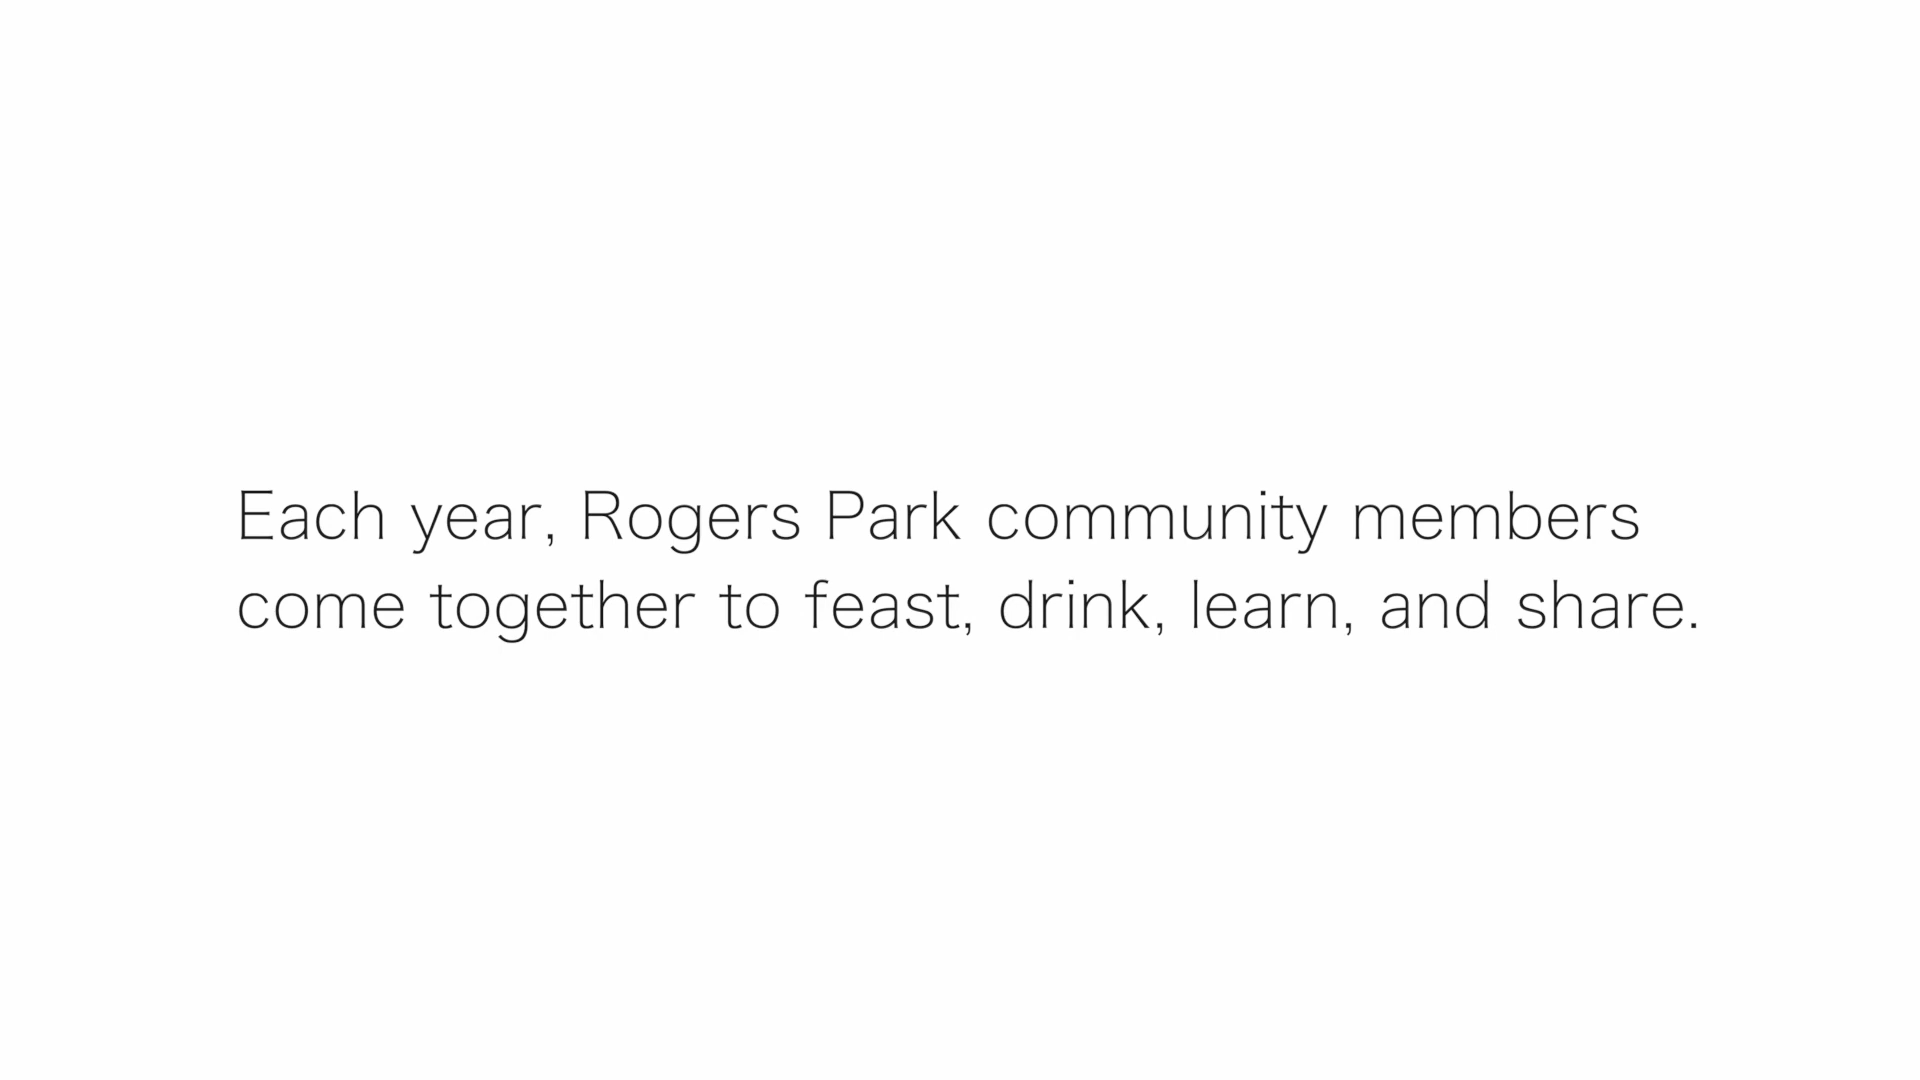 Each year, Rogers Park community members
come together to feast, drink, learn, and share.